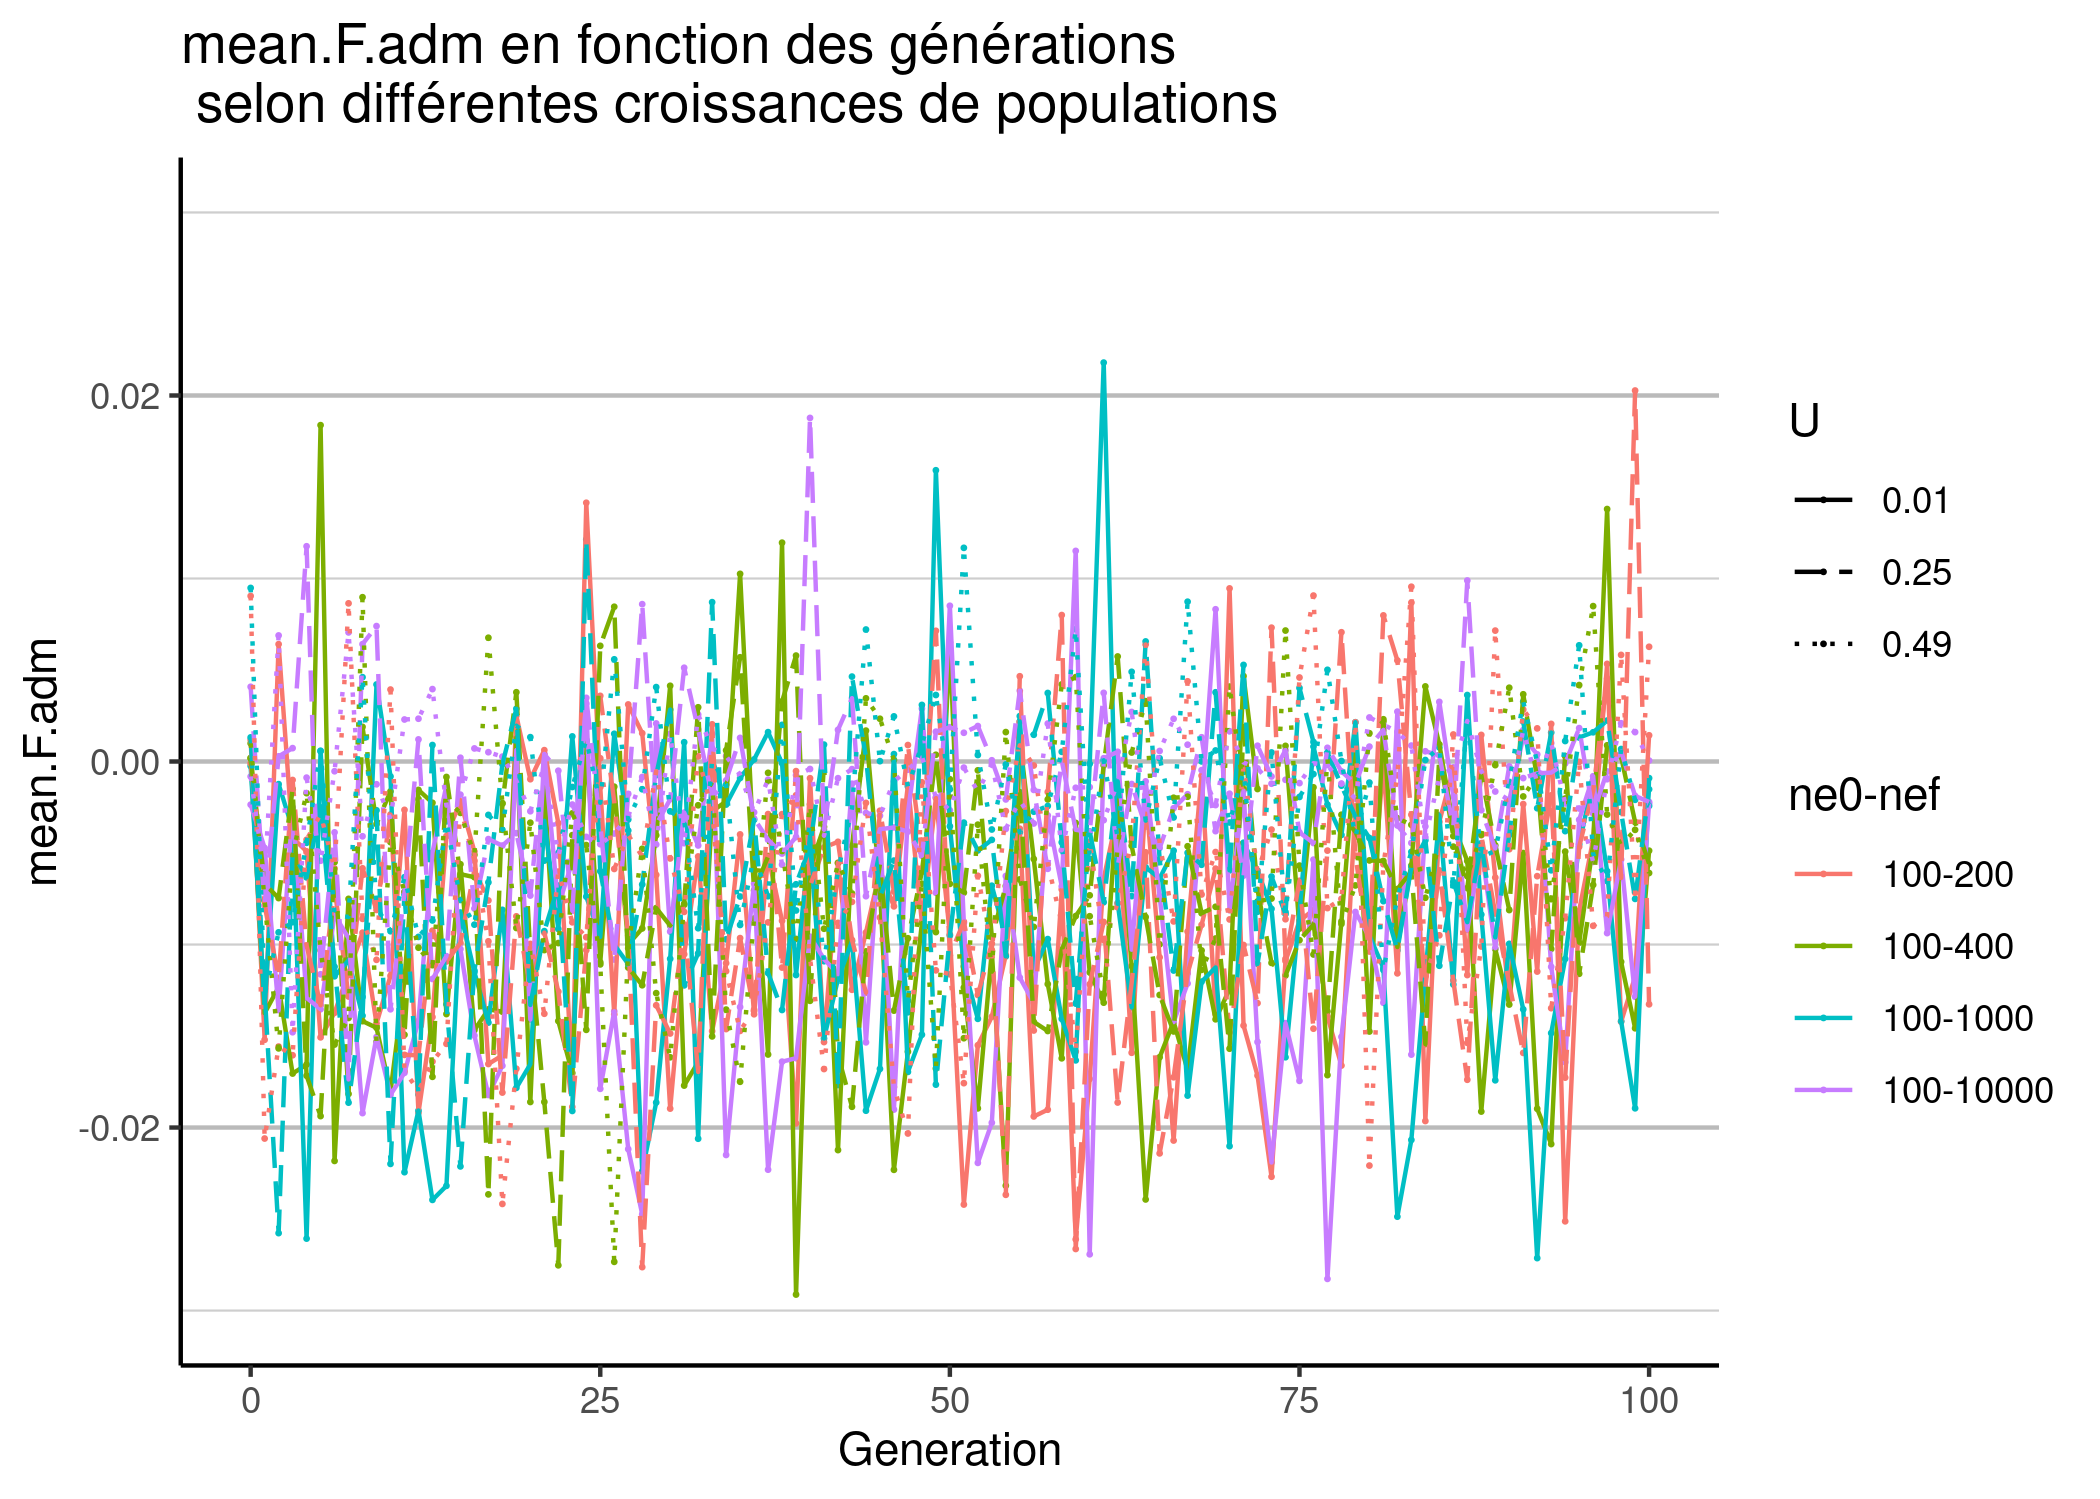 mean.F.adm en fonction des générations
selon différentes croissances de populations
mean.F.adm
0.02
0.00
-0.02
0
25
50
75
100
Generation
U
0.01
0.25
0.49
ne0-nef
100-200
100-400
100-1000
100-10000